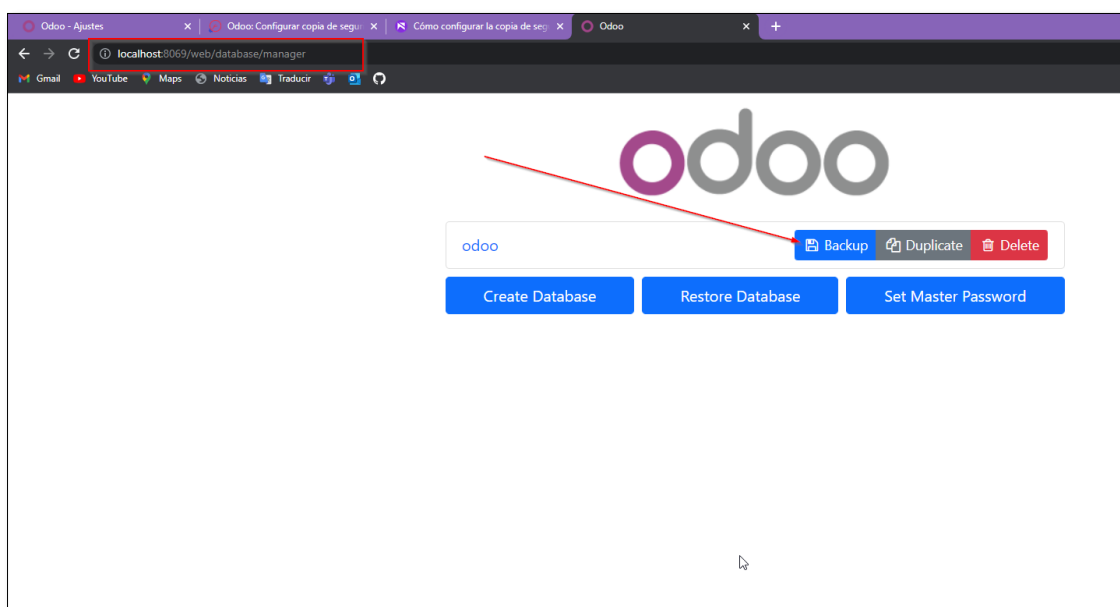 Odoo - Ajustes
Odoo: Configurar copia de segur
Cómo configurar la copia de seg
Odoo
localhost:8069/web/database/manager
Gmail YouTube Maps Noticias Traducir
odoo
odoo Backup Duplicate Delete
Create Database Restore Database Set Master Password